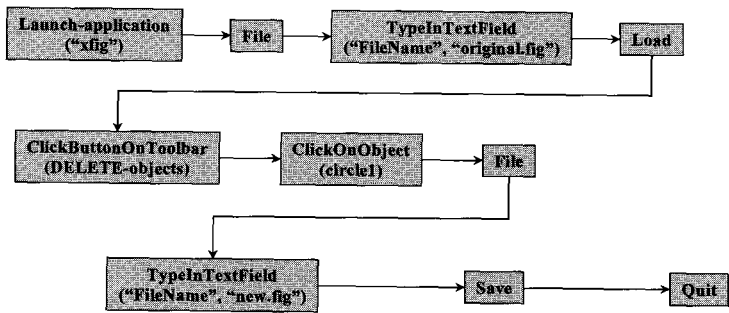 Launch-application
("xfig")
File
TypeInTextField
("FileName", "original.fig")
Load
ClickButtonOnToolbar
(DELETE-objects)
ClickOnObject
(circle1)
File
TypeInTextField
("FileName", "new.fig")
Save
Quit